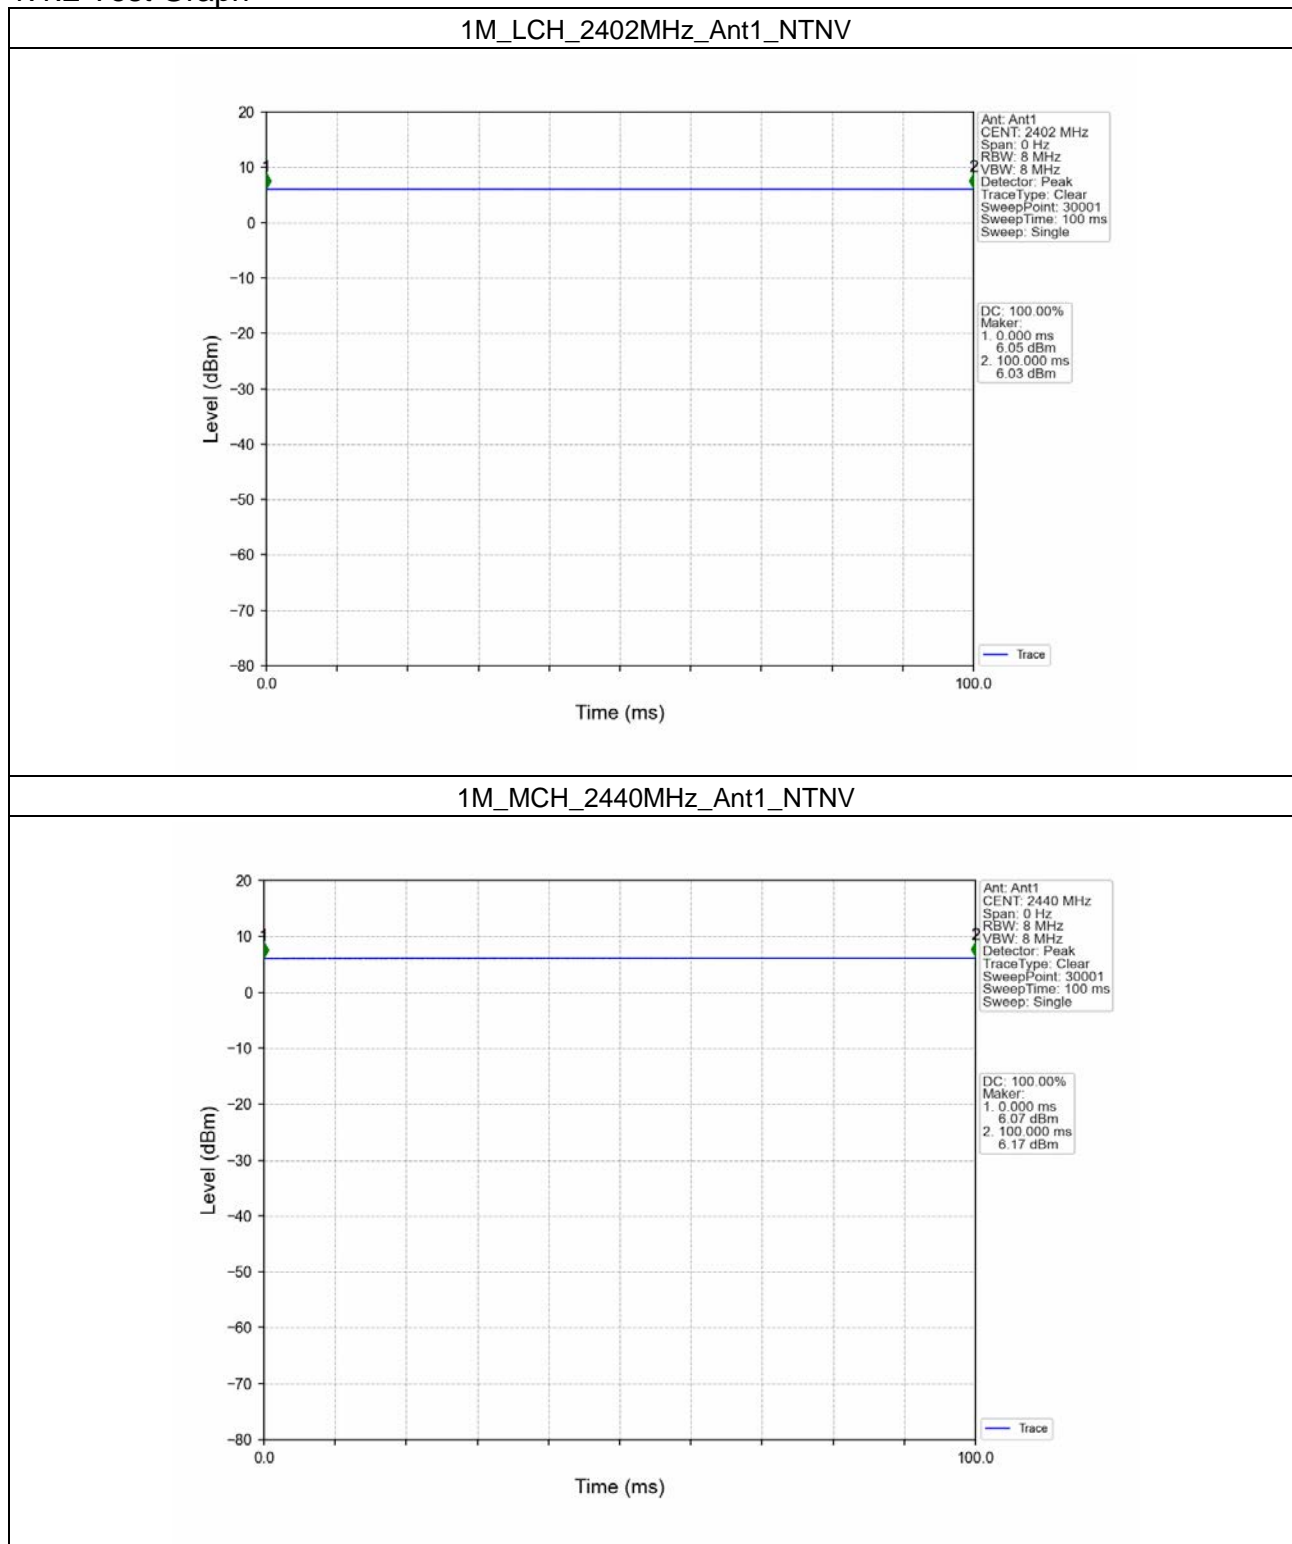 1M_LCH_2402MHz_Ant1_NTNV
20
10
0
−10
−20
−30
−40
−50
−60
−70
−80
Level (dBm)
1
2
0.0
100.0
Time (ms)
Ant: Ant1
CENT: 2402 MHz
Span: 0 Hz
RBW: 8 MHz
VBW: 8 MHz
Detector: Peak
TraceType: Clear
SweepPoint: 30001
SweepTime: 100 ms
Sweep: Single
DC: 100.00%
Maker:
1. 0.000 ms
6.05 dBm
2. 100.000 ms
6.03 dBm
Trace
1M_MCH_2440MHz_Ant1_NTNV
20
10
0
−10
−20
−30
−40
−50
−60
−70
−80
Level (dBm)
1
2
0.0
100.0
Time (ms)
Ant: Ant1
CENT: 2440 MHz
Span: 0 Hz
RBW: 8 MHz
VBW: 8 MHz
Detector: Peak
TraceType: Clear
SweepPoint: 30001
SweepTime: 100 ms
Sweep: Single
DC: 100.00%
Maker:
1. 0.000 ms
6.07 dBm
2. 100.000 ms
6.17 dBm
Trace